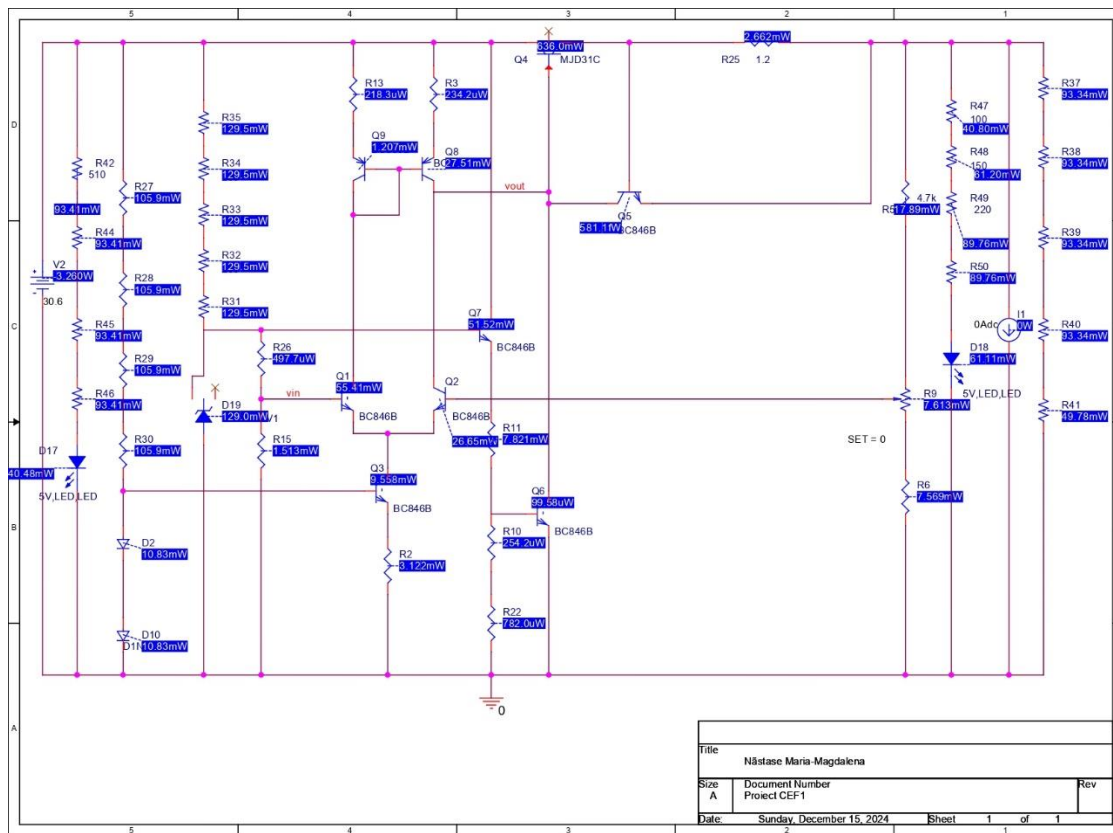 5 4 3 2 1
D
C
B
A
R42
510
93.41mW
R44
93.41mW
R45
93.41mW
R46
93.41mW
V2
-3.260W
30.6
D17
40.48mW
5V,LED,LED
R27
105.9mW
R28
105.9mW
R29
105.9mW
R30
105.9mW
D2
10.83mW
D10
10.83mW
R35
129.5mW
R34
129.5mW
R33
129.5mW
R32
129.5mW
R31
129.5mW
D19
129.0mW
R26
497.7uW
vin
R15
1.513mW
R13
218.3uW
R3
234.2uW
Q9
1.207mW
Q8
27.51mW
vout
Q1
55.41mW
BC846B
Q2
BC846B
26.65mW
Q3
9.558mW
BC846B
R2
3.122mW
Q7
51.52mW
BC846B
R11
7.821mW
Q6
99.58uW
BC846B
R10
254.2uW
R22
782.0uW
0
636.0mW
Q4
MJD31C
2.662mW
R25
1.2
Q5
581.1fW
BC846B
4.7k
17.89mW
R9
7.613mW
SET = 0
R6
7.569mW
R47
100
40.80mW
R48
150
61.20mW
R49
220
89.76mW
R50
89.76mW
D18
61.11mW
5V,LED,LED
I1
0Adc
0W
R37
93.34mW
R38
93.34mW
R39
93.34mW
R40
93.34mW
R41
49.78mW
Title
Năstase Maria-Magdalena
Size
A
Document Number
Proiect CEF1
Rev
Date:
Sunday, December 15, 2024
Sheet 1 of 1
5 4 3 2 1